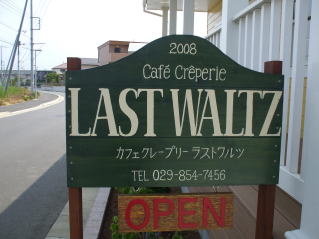 2008
Café Crêperie
LAST WALTZ
カフェクレープリー ラストワルツ
TEL 029-854-7456
OPEN